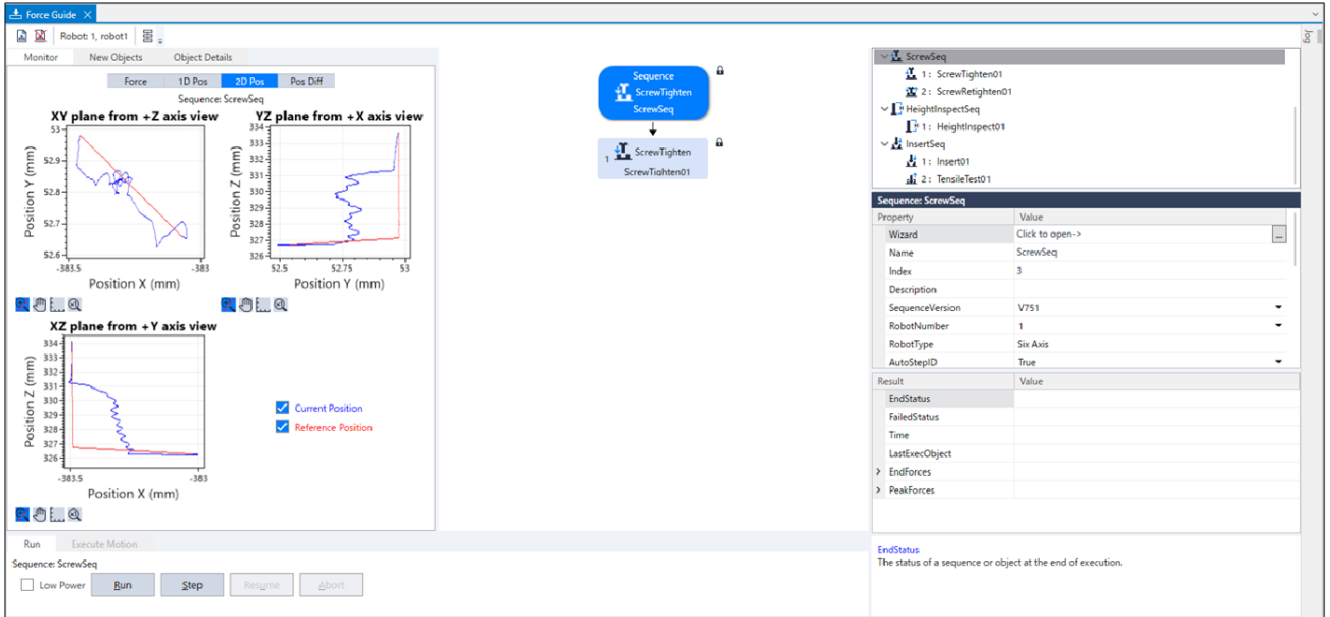 Force Guide
Robot: 1, robot1
Jog
Monitor New Objects Object Details
Force 1D Pos 2D Pos Pos Diff
Sequence: ScrewSeq
XY plane from +Z axis view
53
52.9
52.8
52.7
52.6
-383.5 -383
Position Y (mm)
Position X (mm)
YZ plane from +X axis view
334
333
332
331
330
329
328
327
326
52.5 52.75 53
Position Z (mm)
Position Y (mm)
XZ plane from +Y axis view
334
333
332
331
330
329
328
327
326
-383.5 -383
Position Z (mm)
Position X (mm)
Current Position
Reference Position
Run Execute Motion
Sequence: ScrewSeq
Low Power Run Step Resume Abort
Sequence
ScrewTighten
ScrewSeq
1 ScrewTighten
ScrewTighten01
ScrewSeq
1 : ScrewTighten01
2 : ScrewRetighten01
HeightInspectSeq
1 : HeightInspect01
InsertSeq
1 : Insert01
2 : TensileTest01
Sequence: ScrewSeq
Property Value
Wizard Click to open-> ...
Name ScrewSeq
Index 3
Description
SequenceVersion V751
RobotNumber 1
RobotType Six Axis
AutoStepID True
Result Value
EndStatus
FailedStatus
Time
LastExecObject
EndForces
PeakForces
EndStatus
The status of a sequence or object at the end of execution.